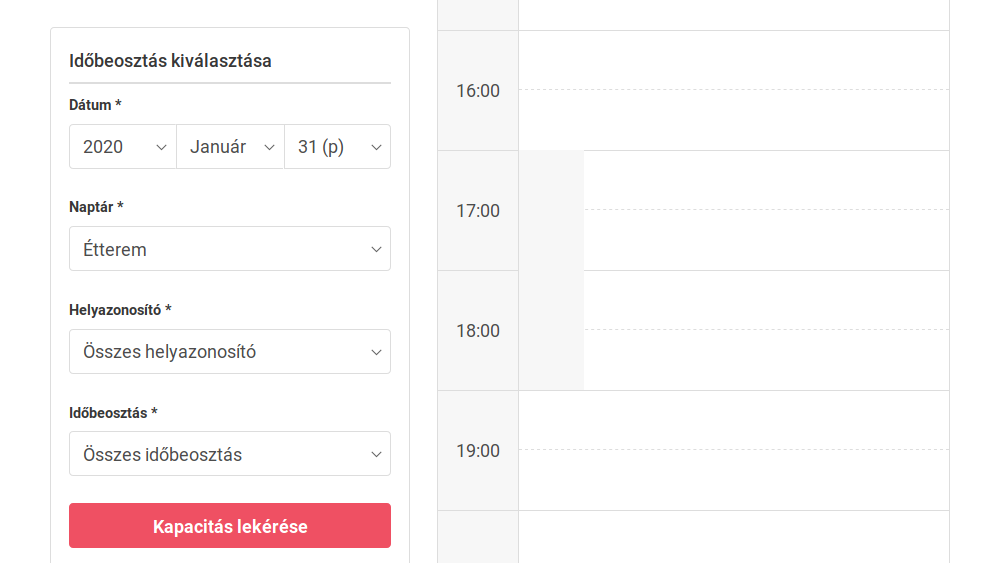 Időbeosztás kiválasztása
Dátum *
2020 Január 31 (p)
Naptár *
Étterem
Helyazonosító *
Összes helyazonosító
Időbeosztás *
Összes időbeosztás
Kapacitás lekérése
16:00
17:00
18:00
19:00